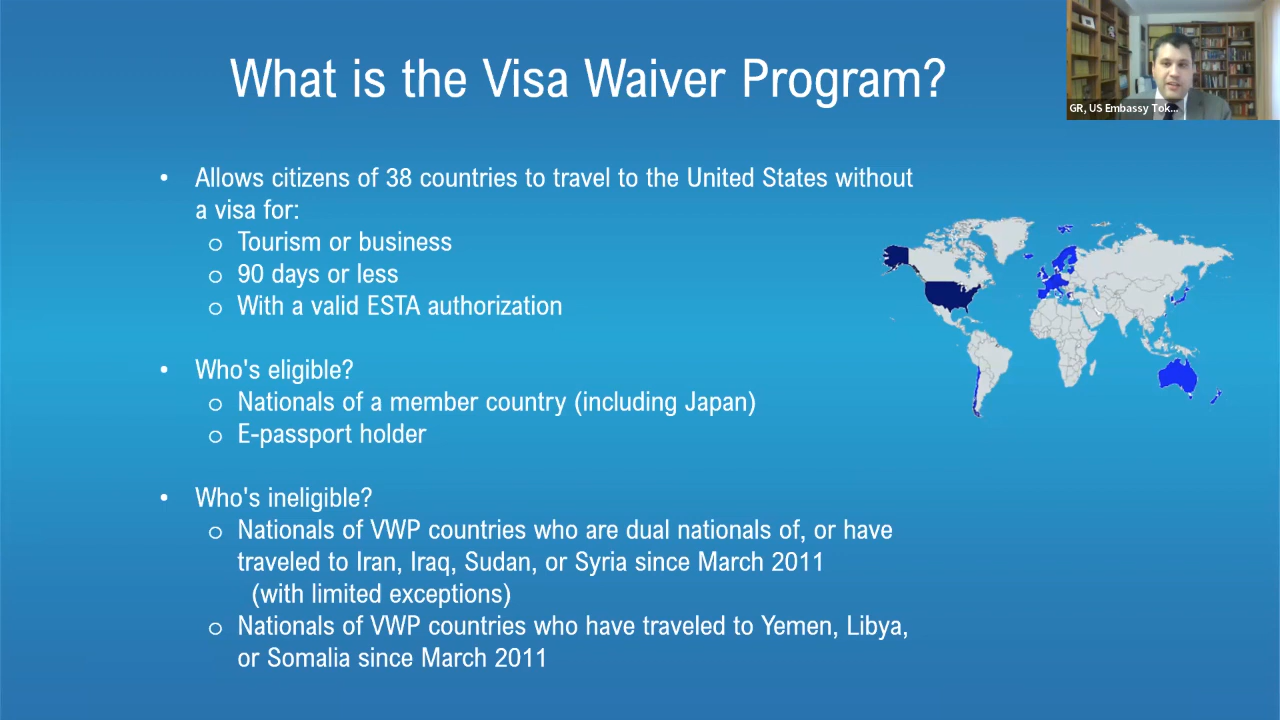 What is the Visa Waiver Program?
GR, US Embassy Tok...
• Allows citizens of 38 countries to travel to the United States without
a visa for:
o Tourism or business
o 90 days or less
o With a valid ESTA authorization
• Who's eligible?
o Nationals of a member country (including Japan)
o E-passport holder
• Who's ineligible?
o Nationals of VWP countries who are dual nationals of, or have
traveled to Iran, Iraq, Sudan, or Syria since March 2011
(with limited exceptions)
o Nationals of VWP countries who have traveled to Yemen, Libya,
or Somalia since March 2011